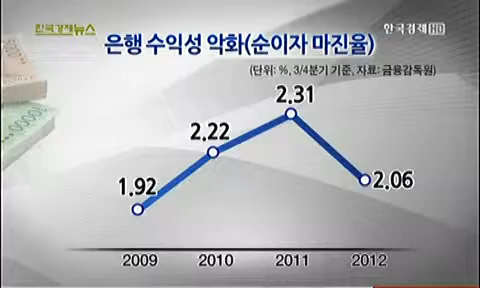 한국경제뉴스
한국경제HD
은행 수익성 악화(순이자 마진율)
(단위: %, 3/4분기 기준, 자료: 금융감독원)
2.31
2.22
1.92
2.06
2009 2010 2011 2012